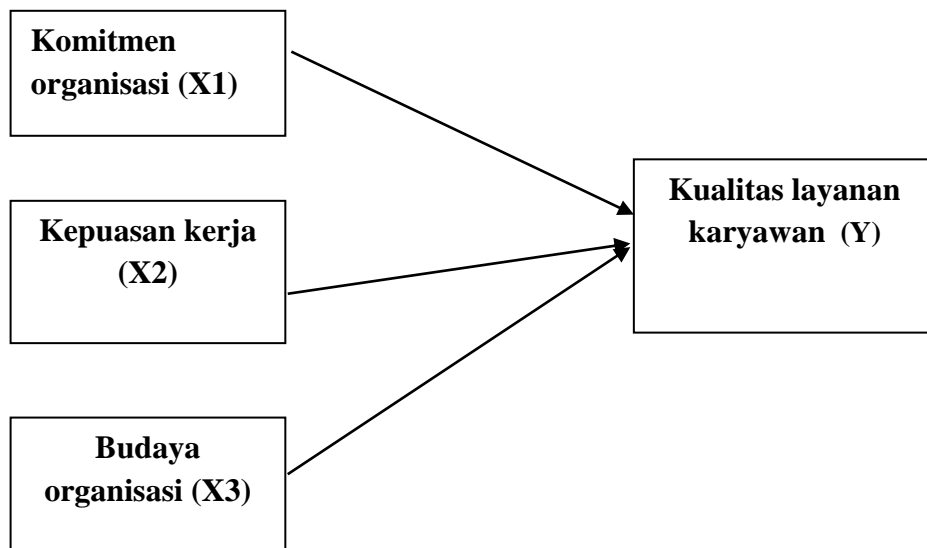 Komitmen
organisasi (X1)
Kepuasan kerja
(X2)
Budaya
organisasi (X3)
Kualitas layanan
karyawan (Y)